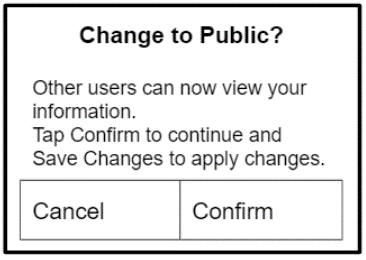 Change to Public?
Other users can now view your
information.
Tap Confirm to continue and
Save Changes to apply changes.
Cancel
Confirm